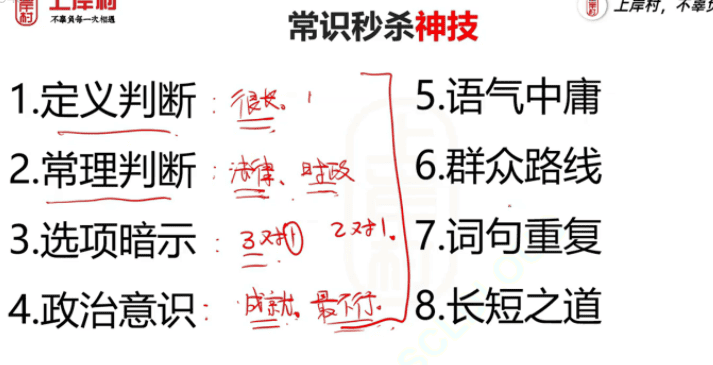 上岸村
不辜负每一次相遇
常识秒杀神技
上岸村,不辜负
1.定义判断:很长。
2.常理判断:法律、时政
3.选项暗示:3对1 2对1.
4.政治意识:成就,最不行.
5.语气中庸
6.群众路线
7.词句重复
8.长短之道